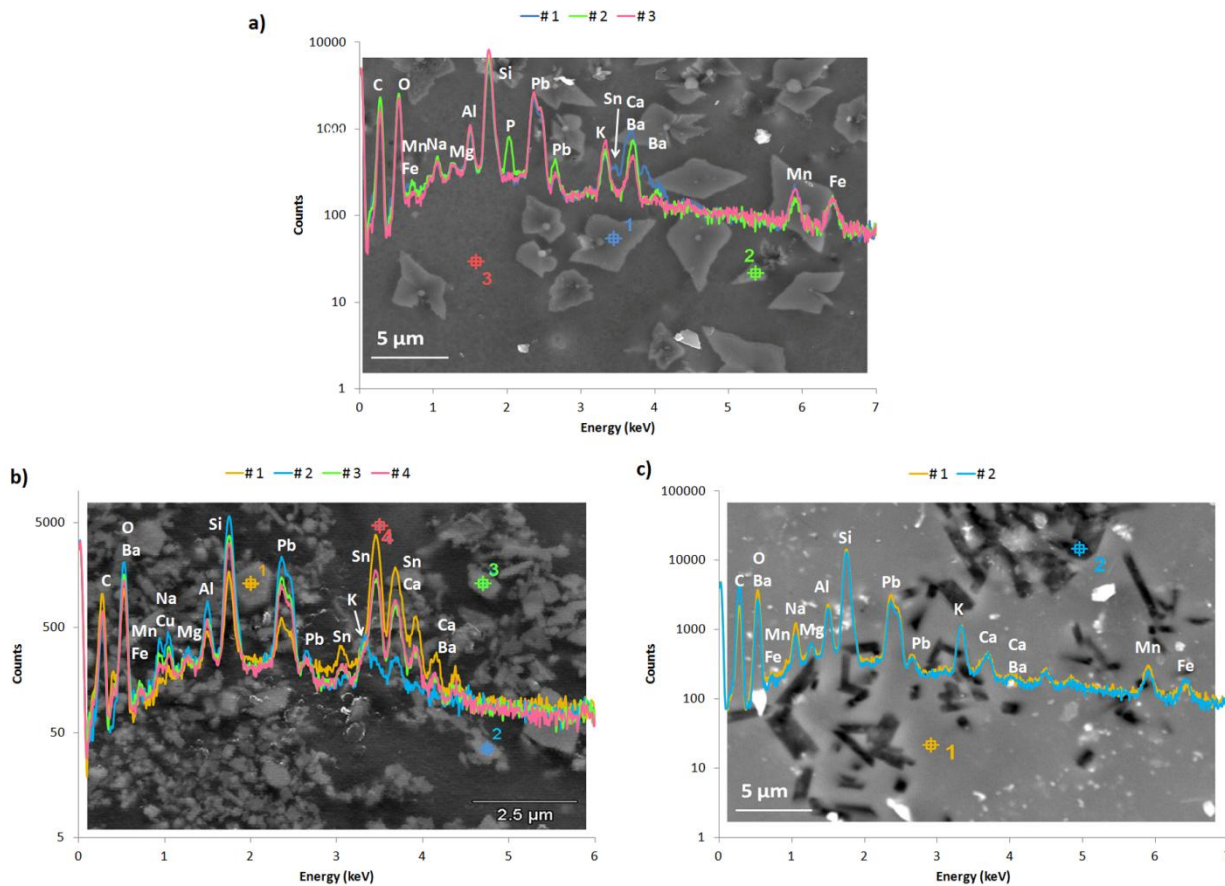 a)
# 1 # 2 # 3
10000
1000
100
10
1
Counts
C
O
Mn
Fe
Na
Mg
Al
Si
P
Pb
Pb
K
Sn
Ca
Ba
Ba
Mn
Fe
1
2
3
5 µm
0 1 2 3 4 5 6 7
Energy (keV)
b)
# 1 # 2 # 3 # 4
5000
500
50
5
Counts
C
O
Ba
Mn
Fe
Na
Cu
Mg
Al
Si
Pb
Pb
Sn
K
Sn
Sn
Ca
Ca
Ba
1
2
3
4
2.5 µm
0 1 2 3 4 5 6
Energy (keV)
c)
# 1 # 2
100000
10000
1000
100
10
1
Counts
C
O
Ba
Mn
Fe
Na
Mg
Al
Si
Pb
Pb
K
Ca
Ca
Ba
Mn
Fe
1
2
5 µm
0 1 2 3 4 5 6 7
Energy (keV)